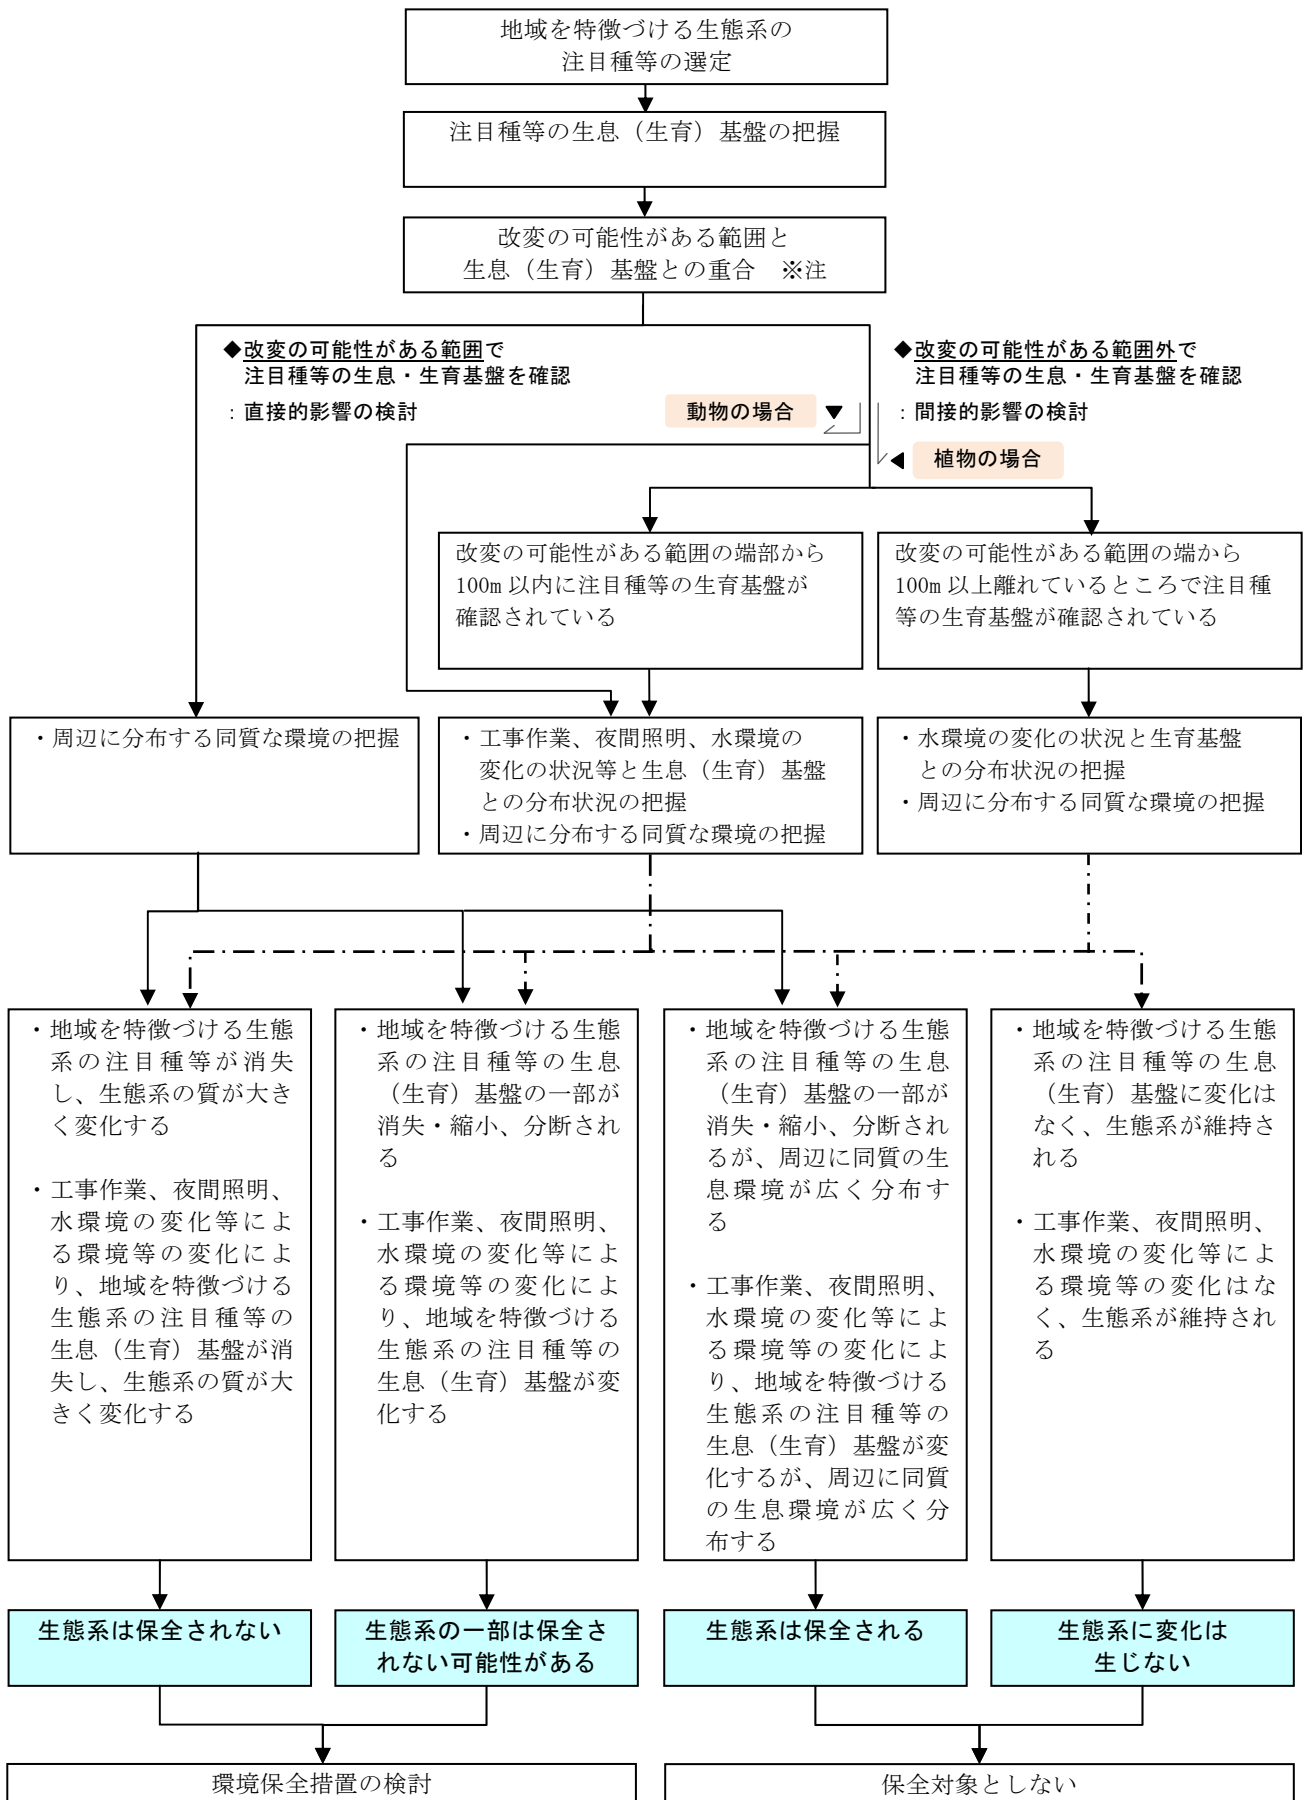 地域を特徴づける生態系の
注目種等の選定
注目種等の生息（生育）基盤の把握
改変の可能性がある範囲と
生息（生育）基盤との重合　※注
◆改変の可能性がある範囲で
注目種等の生息・生育基盤を確認
：直接的影響の検討
動物の場合
◆改変の可能性がある範囲外で
注目種等の生息・生育基盤を確認
：間接的影響の検討
植物の場合
改変の可能性がある範囲の端部から
100m 以内に注目種等の生育基盤が
確認されている
改変の可能性がある範囲の端から
100m 以上離れているところで注目種
等の生育基盤が確認されている
・周辺に分布する同質な環境の把握
・工事作業、夜間照明、水環境の
変化の状況等と生息（生育）基盤
との分布状況の把握
・周辺に分布する同質な環境の把握
・水環境の変化の状況と生育基盤
との分布状況の把握
・周辺に分布する同質な環境の把握
・地域を特徴づける生態
系の注目種等が消失
し、生態系の質が大き
く変化する
・工事作業、夜間照明、
水環境の変化等によ
る環境等の変化によ
り、地域を特徴づける
生態系の注目種等の
生息（生育）基盤が消
失し、生態系の質が大
きく変化する
・地域を特徴づける生態
系の注目種等の生息
（生育）基盤の一部が
消失・縮小、分断され
る
・工事作業、夜間照明、
水環境の変化等によ
る環境等の変化によ
り、地域を特徴づける
生態系の注目種等の
生息（生育）基盤が変
化する
・地域を特徴づける生態
系の注目種等の生息
（生育）基盤の一部が
消失・縮小、分断され
るが、周辺に同質の生
息環境が広く分布す
る
・工事作業、夜間照明、
水環境の変化等によ
る環境等の変化によ
り、地域を特徴づける
生態系の注目種等の
生息（生育）基盤が変
化するが、周辺に同質
の生息環境が広く分
布する
・地域を特徴づける生態
系の注目種等の生息
（生育）基盤に変化は
なく、生態系が維持さ
れる
・工事作業、夜間照明、
水環境の変化等によ
る環境等の変化はな
く、生態系が維持され
る
生態系は保全されない
生態系の一部は保全さ
れない可能性がある
生態系は保全される
生態系に変化は
生じない
環境保全措置の検討
保全対象としない